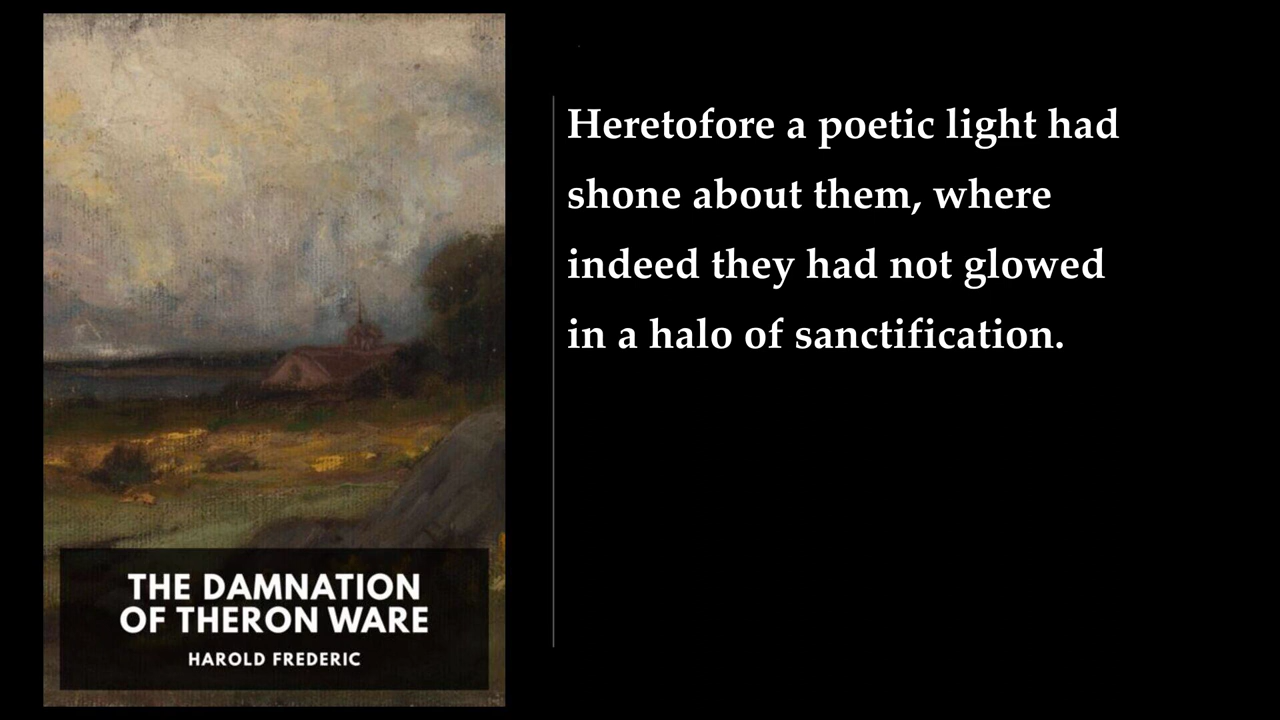 Heretofore a poetic light had
shone about them, where
indeed they had not glowed
in a halo of sanctification.
THE DAMNATION
OF THERON WARE
HAROLD FREDERIC